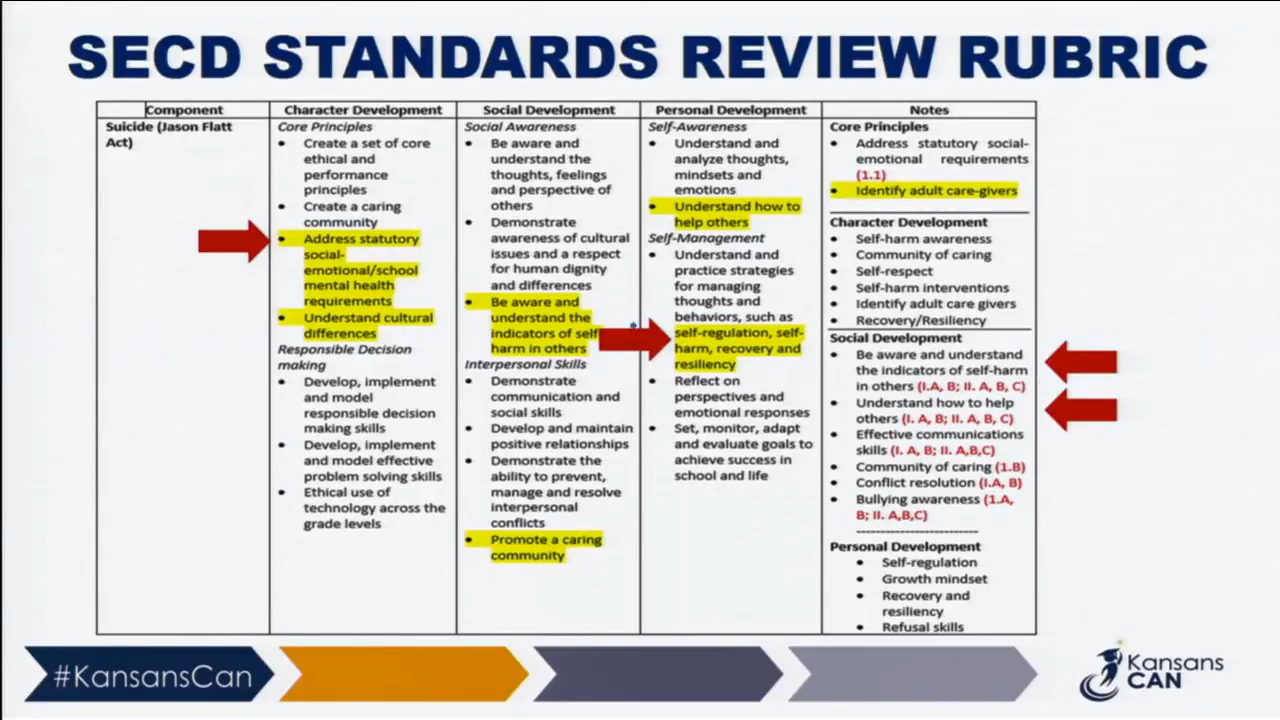 SECD STANDARDS REVIEW RUBRIC
Component
Suicide (Jason Flatt
Act)
Character Development
Core Principles
• Create a set of core
ethical and
performance
principles
• Create a caring
community
• Address statutory
social-
emotional/school
mental health
requirements
• Understand cultural
differences
Responsible Decision
making
• Develop, implement
and model
responsible decision
making skills
• Develop, implement
and model effective
problem solving skills
• Ethical use of
technology across the
grade levels
Social Development
Social Awareness
• Be aware and
understand the
thoughts, feelings
and perspective of
others
• Demonstrate
awareness of cultural
issues and a respect
for human dignity
and differences
• Be aware and
understand the
indicators of self
harm in others
Interpersonal Skills
• Demonstrate
communication and
social skills
• Develop and maintain
positive relationships
• Demonstrate the
ability to prevent,
manage and resolve
interpersonal
conflicts
• Promote a caring
community
Personal Development
Self-Awareness
• Understand and
analyze thoughts,
mindsets and
emotions
• Understand how to
help others
Self-Management
• Understand and
practice strategies
for managing
thoughts and
behaviors, such as
self-regulation, self-
harm, recovery and
resiliency
• Reflect on
perspectives and
emotional responses
• Set, monitor, adapt
and evaluate goals to
achieve success in
school and life
Notes
Core Principles
• Address statutory social-
emotional requirements
(1.1)
• Identify adult care-givers
Character Development
• Self-harm awareness
• Community of caring
• Self-respect
• Self-harm interventions
• Identify adult care givers
• Recovery/Resiliency
Social Development
• Be aware and understand
the indicators of self-harm
in others (I.A, B; II. A, B, C)
• Understand how to help
others (I. A, B; II. A, B, C)
• Effective communications
skills (I. A, B; II. A,B,C)
• Community of caring (1.B)
• Conflict resolution (I.A, B)
• Bullying awareness (1.A,
B; II. A,B,C)
Personal Development
• Self-regulation
• Growth mindset
• Recovery and
resiliency
• Refusal skills
#KansansCan
Kansans
CAN